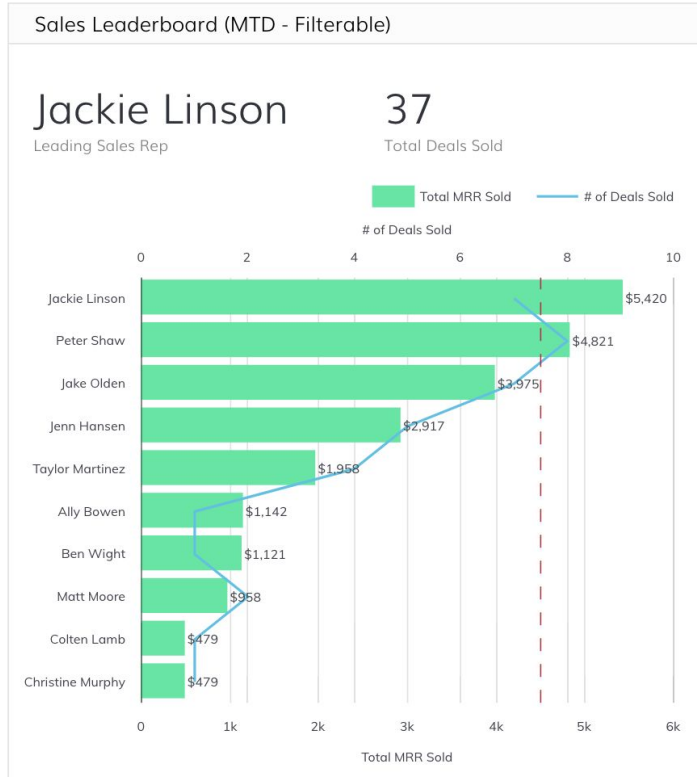 Sales Leaderboard (MTD - Filterable)
Jackie Linson 37
Leading Sales Rep Total Deals Sold
Total MRR Sold # of Deals Sold
# of Deals Sold
0 2 4 6 8 10
Jackie Linson $5,420
Peter Shaw $4,821
Jake Olden $3,975
Jenn Hansen $2,917
Taylor Martinez $1,958
Ally Bowen $1,142
Ben Wight $1,121
Matt Moore $958
Colten Lamb $479
Christine Murphy $479
0 1k 2k 3k 4k 5k 6k
Total MRR Sold